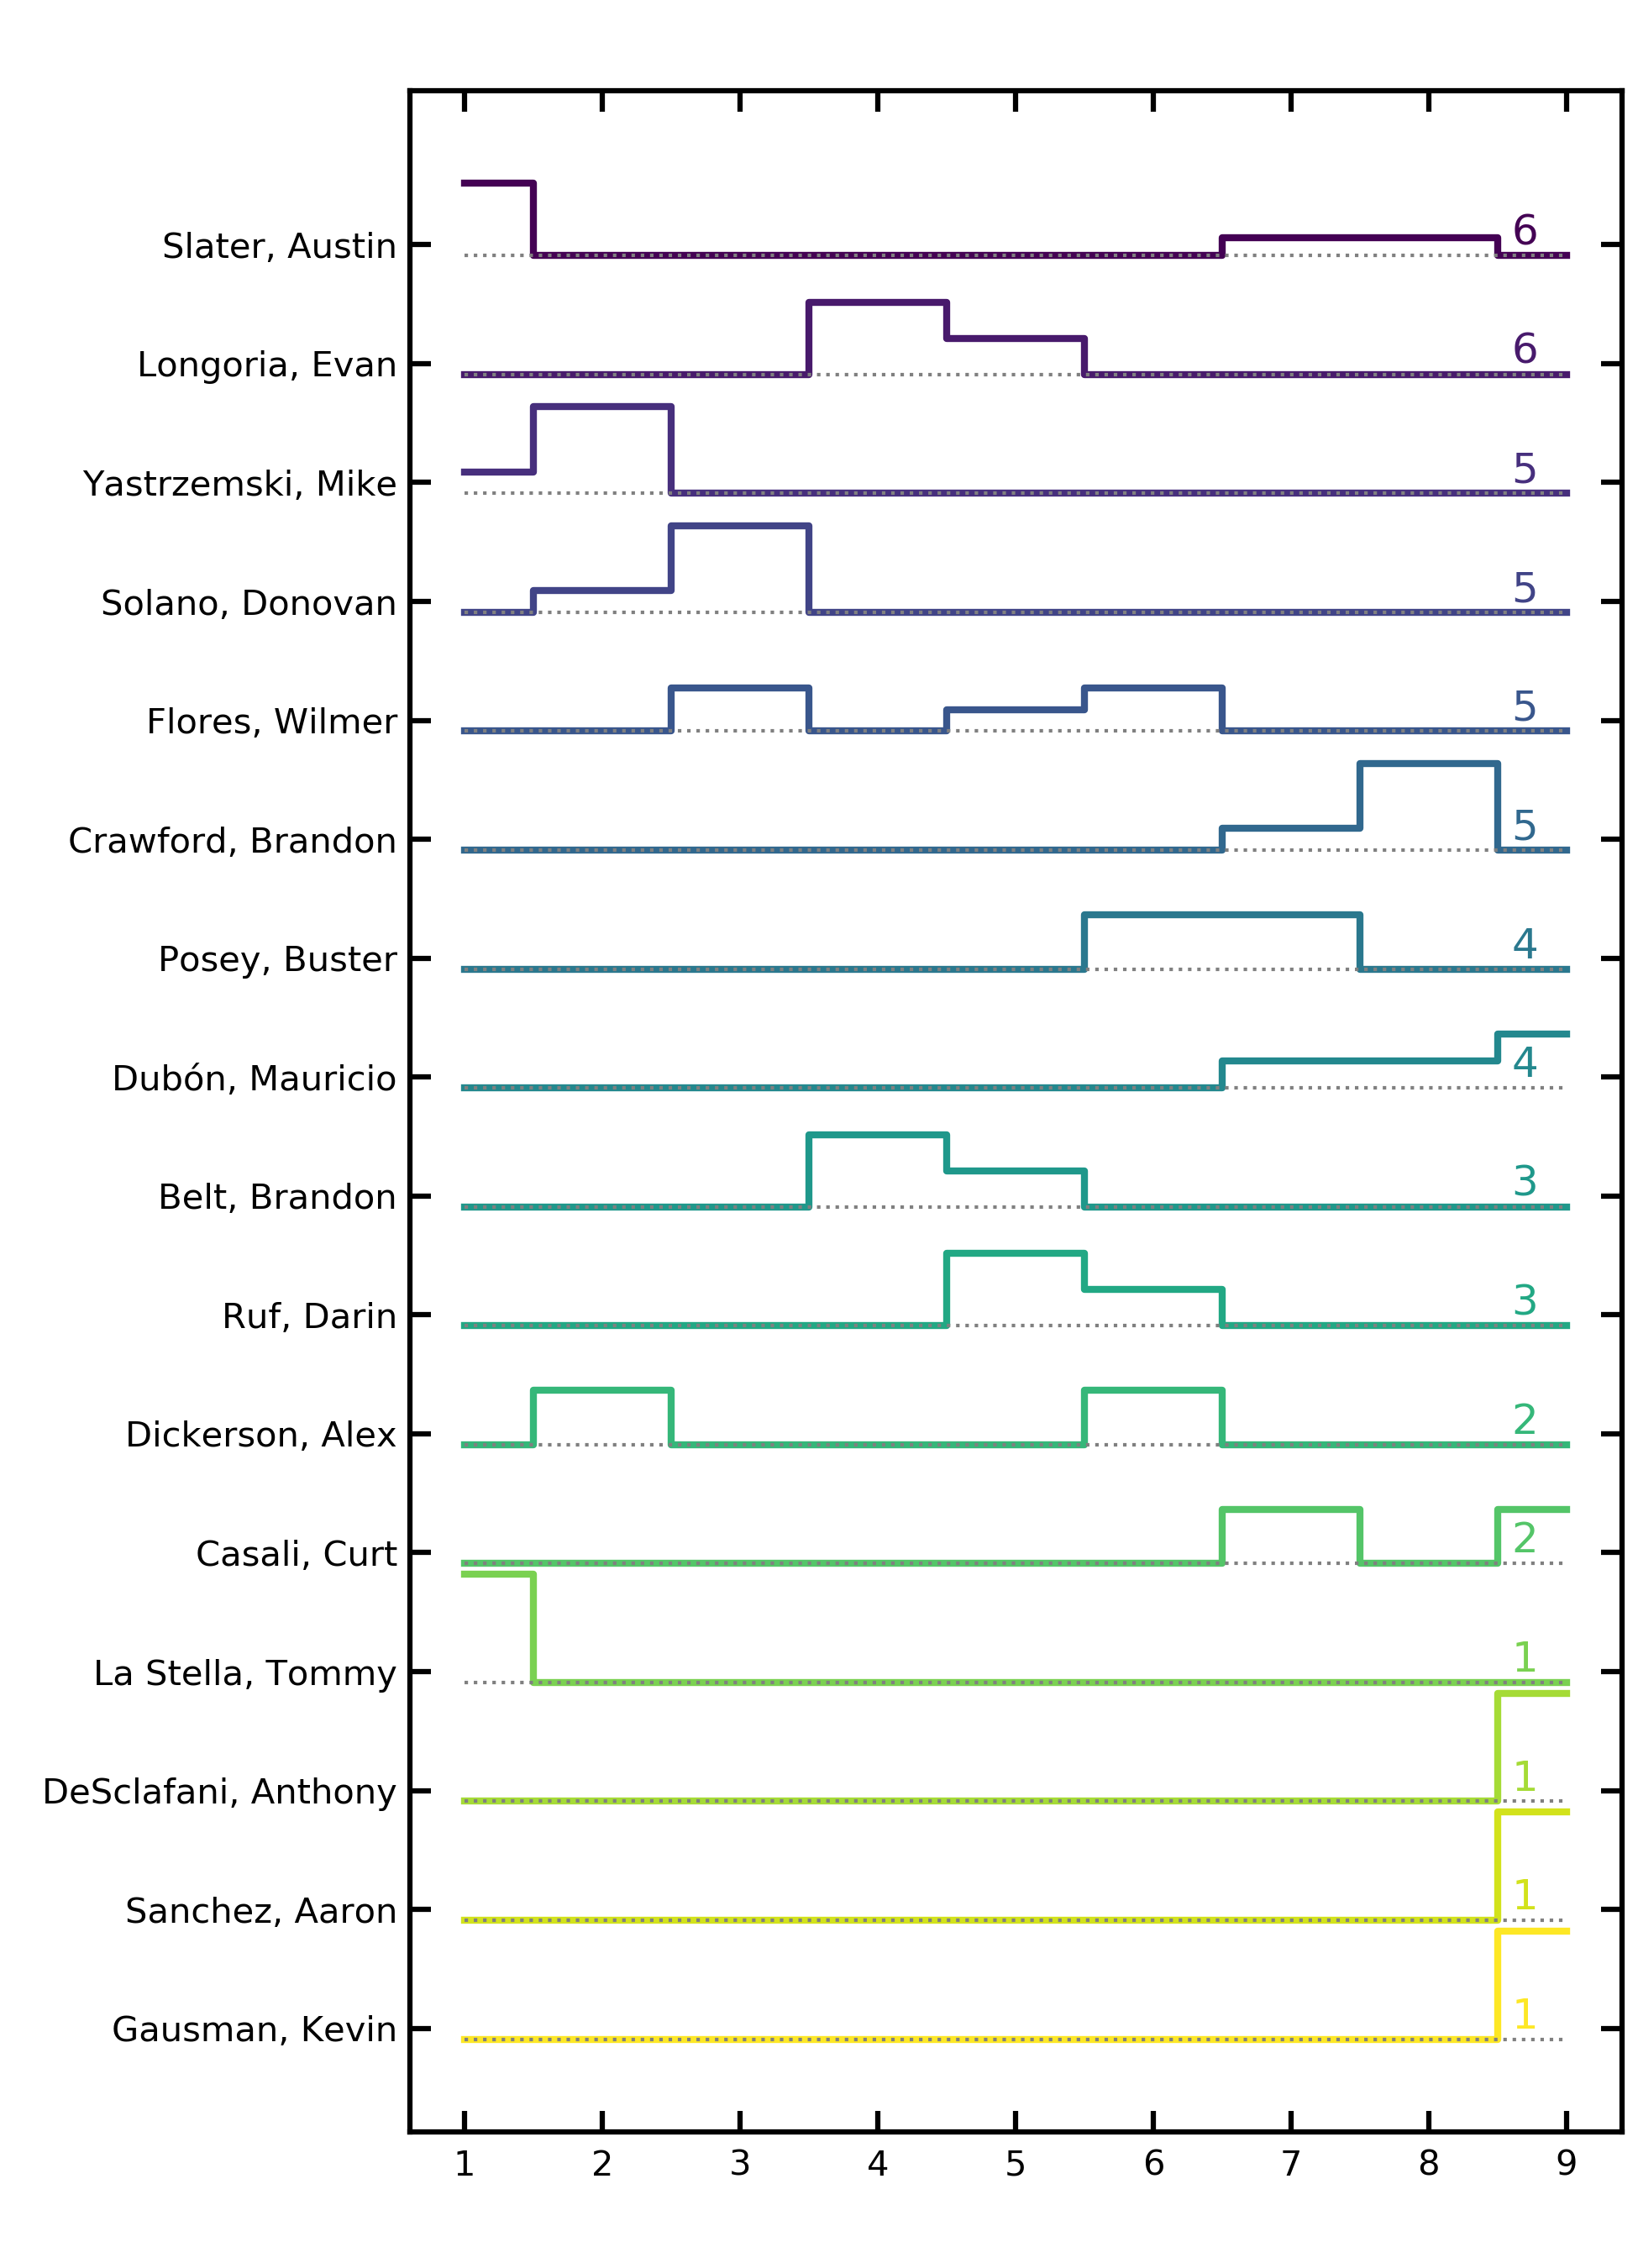 Slater, Austin 6
Longoria, Evan 6
Yastrzemski, Mike 5
Solano, Donovan 5
Flores, Wilmer 5
Crawford, Brandon 5
Posey, Buster 4
Dubón, Mauricio 4
Belt, Brandon 3
Ruf, Darin 3
Dickerson, Alex 2
Casali, Curt 2
La Stella, Tommy 1
DeSclafani, Anthony 1
Sanchez, Aaron 1
Gausman, Kevin 1
1 2 3 4 5 6 7 8 9